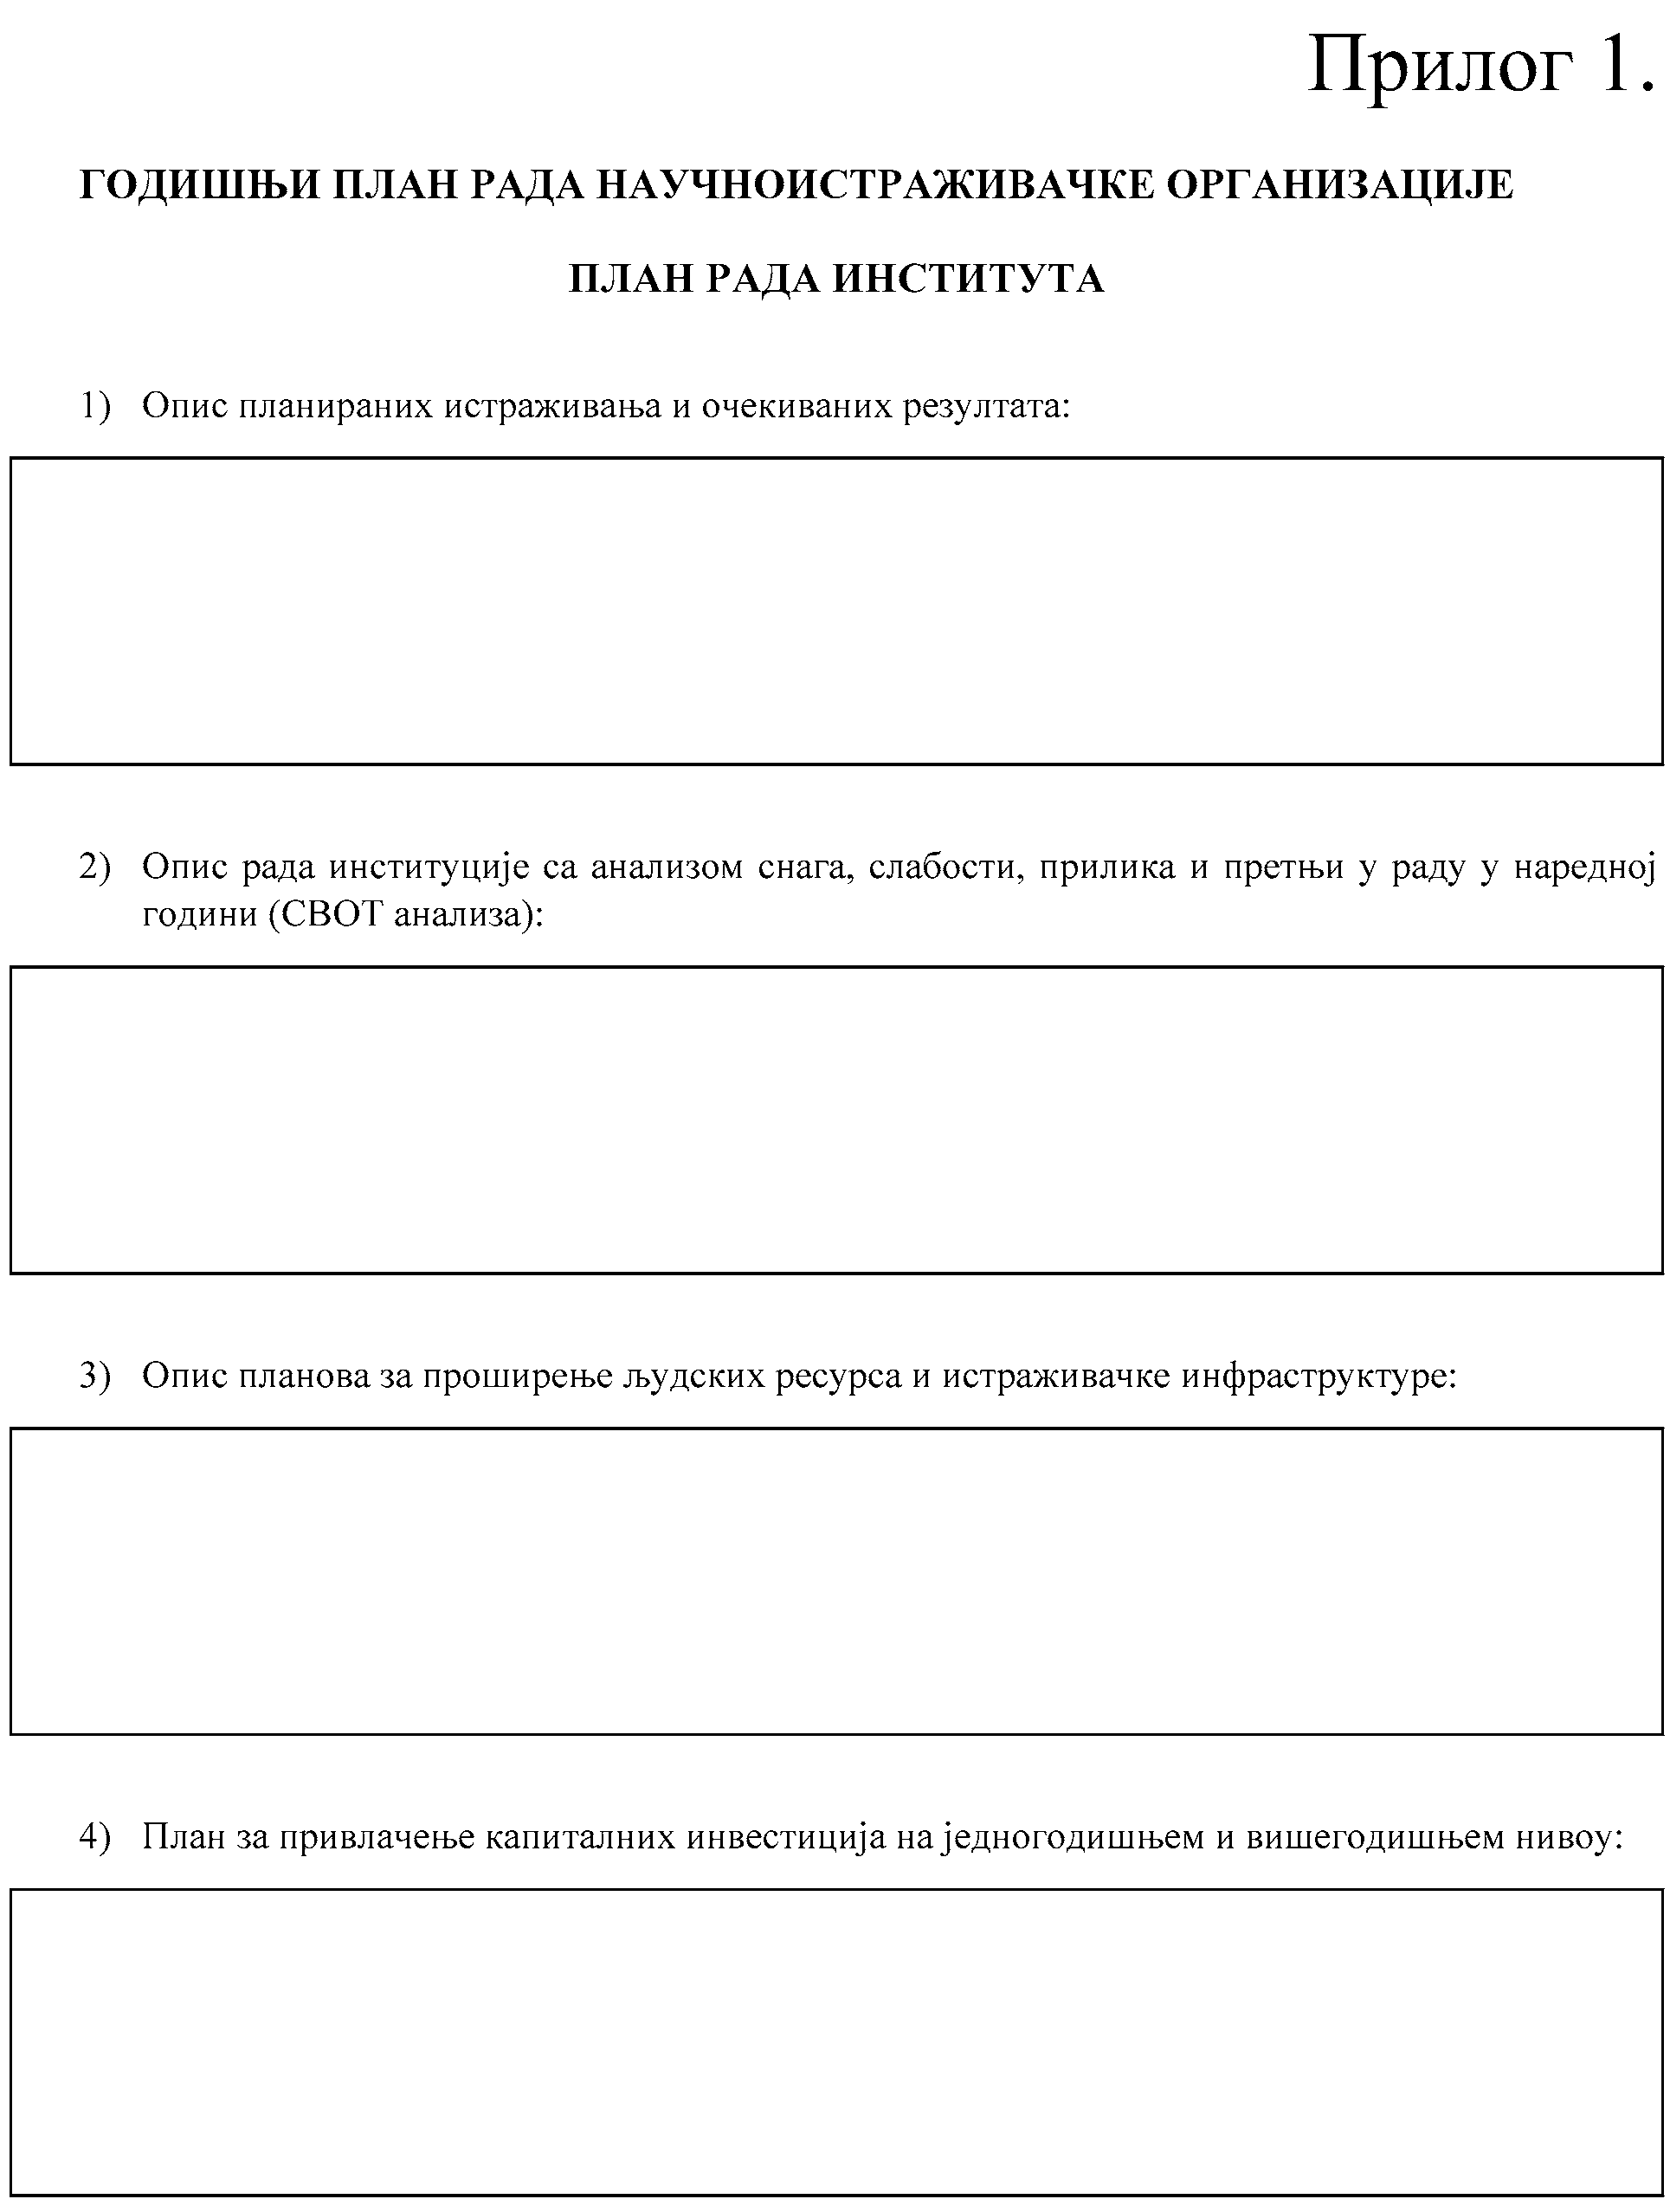 Прилог 1.
ГОДИШЊИ ПЛАН РАДА НАУЧНОИСТРАЖИВАЧКЕ ОРГАНИЗАЦИЈЕ
ПЛАН РАДА ИНСТИТУТА
1) Опис планираних истраживања и очекиваних резултата:
2) Опис рада институције са анализом снага, слабости, прилика и претњи у раду у наредној
години (СВОТ анализа):
3) Опис планова за проширење људских ресурса и истраживачке инфраструктуре:
4) План за привлачење капиталних инвестиција на једногодишњем и вишегодишњем нивоу: